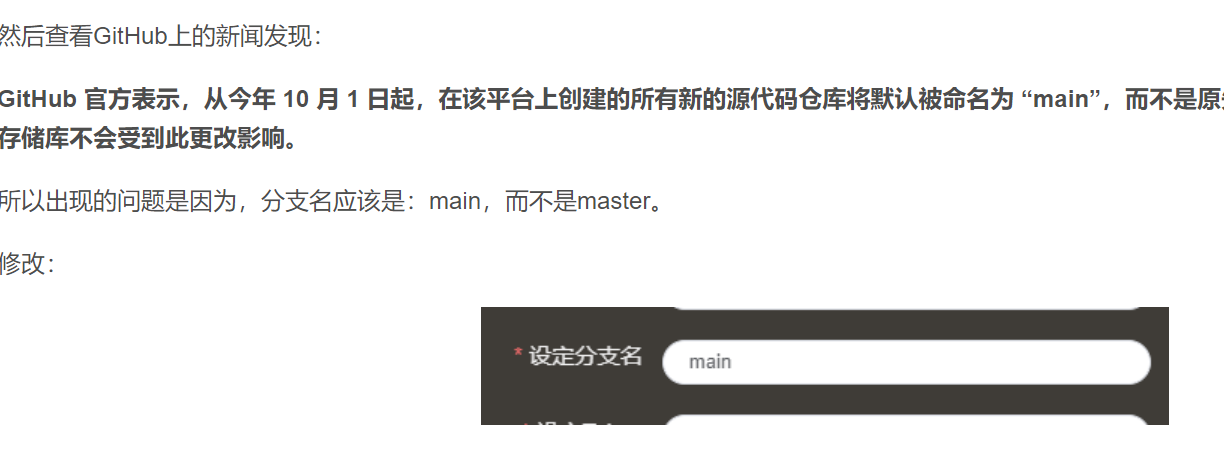 然后查看GitHub上的新闻发现：
GitHub 官方表示，从今年 10 月 1 日起，在该平台上创建的所有新的源代码仓库将默认被命名为 “main”，而不是原
存储库不会受到此更改影响。
所以出现的问题是因为，分支名应该是：main，而不是master。
修改：
* 设定分支名
main